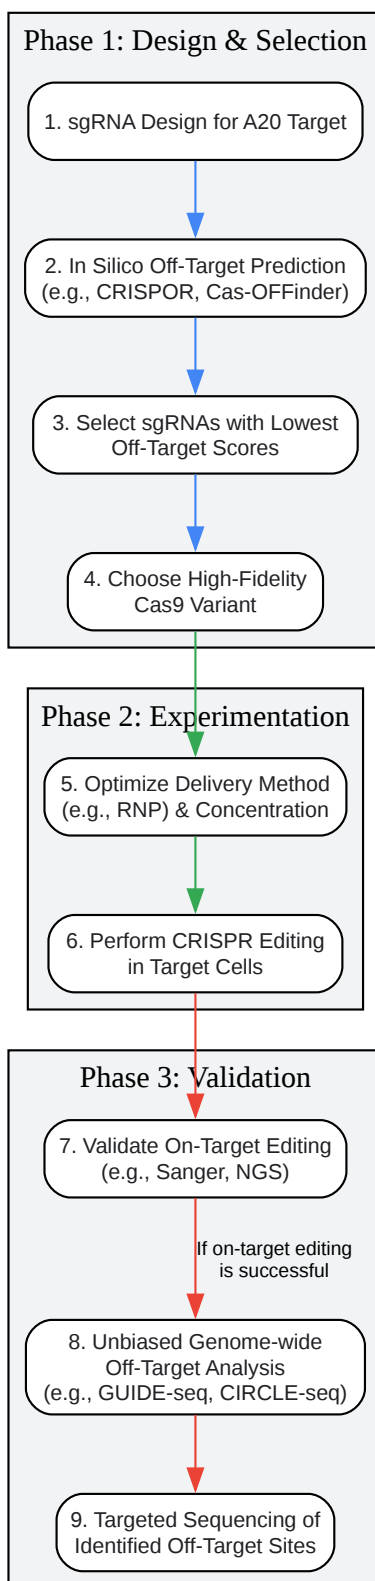 Phase 1: Design & Selection
1. sgRNA Design for A20 Target
2. In Silico Off-Target Prediction
(e.g., CRISPOR, Cas-OFFinder)
3. Select sgRNAs with Lowest
Off-Target Scores
4. Choose High-Fidelity
Cas9 Variant
Phase 2: Experimentation
5. Optimize Delivery Method
(e.g., RNP) & Concentration
6. Perform CRISPR Editing
in Target Cells
Phase 3: Validation
7. Validate On-Target Editing
(e.g., Sanger, NGS)
If on-target editing
is successful
8. Unbiased Genome-wide
Off-Target Analysis
(e.g., GUIDE-seq, CIRCLE-seq)
9. Targeted Sequencing of
Identified Off-Target Sites